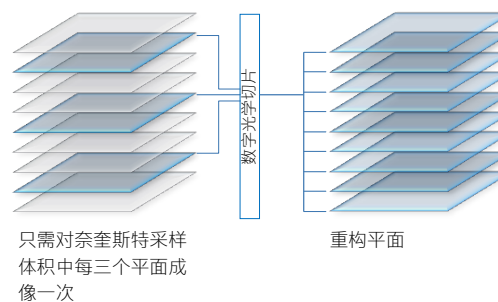 数字光学切片
只需对奈奎斯特采样
体积中每三个平面成
像一次
重构平面